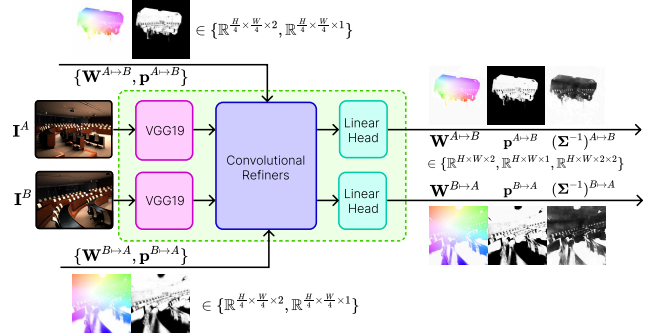 ∈ {ℝ^{H/4 × W/4 × 2}, ℝ^{H/4 × W/4 × 1}}
{W^{A↦B}, p^{A↦B}}
I^A
VGG19
Convolutional
Refiners
Linear
Head
W^{A↦B} p^{A↦B} (Σ^{-1})^{A↦B}
∈ {ℝ^{H×W×2}, ℝ^{H×W×1}, ℝ^{H×W×2×2}}
I^B
VGG19
Linear
Head
W^{B↦A} p^{B↦A} (Σ^{-1})^{B↦A}
{W^{B↦A}, p^{B↦A}}
∈ {ℝ^{H/4 × W/4 × 2}, ℝ^{H/4 × W/4 × 1}}